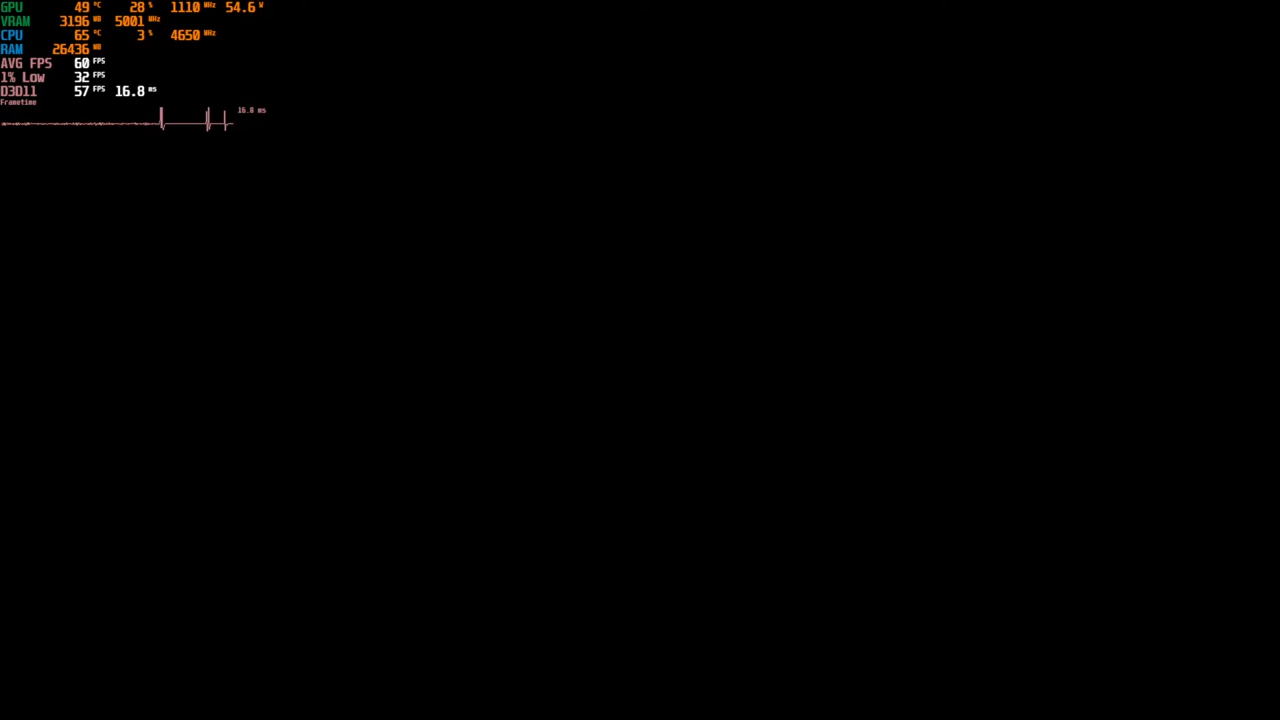 GPU 49 °C 28 % 1110 MHz 54.6 W
VRAM 3196 MB 5001 MHz
CPU 65 °C 3 % 4650 MHz
RAM 26436 MB
AVG FPS 60 FPS
1% Low 32 FPS
D3D11 57 FPS 16.8 ms
Frametime
16.8 ms